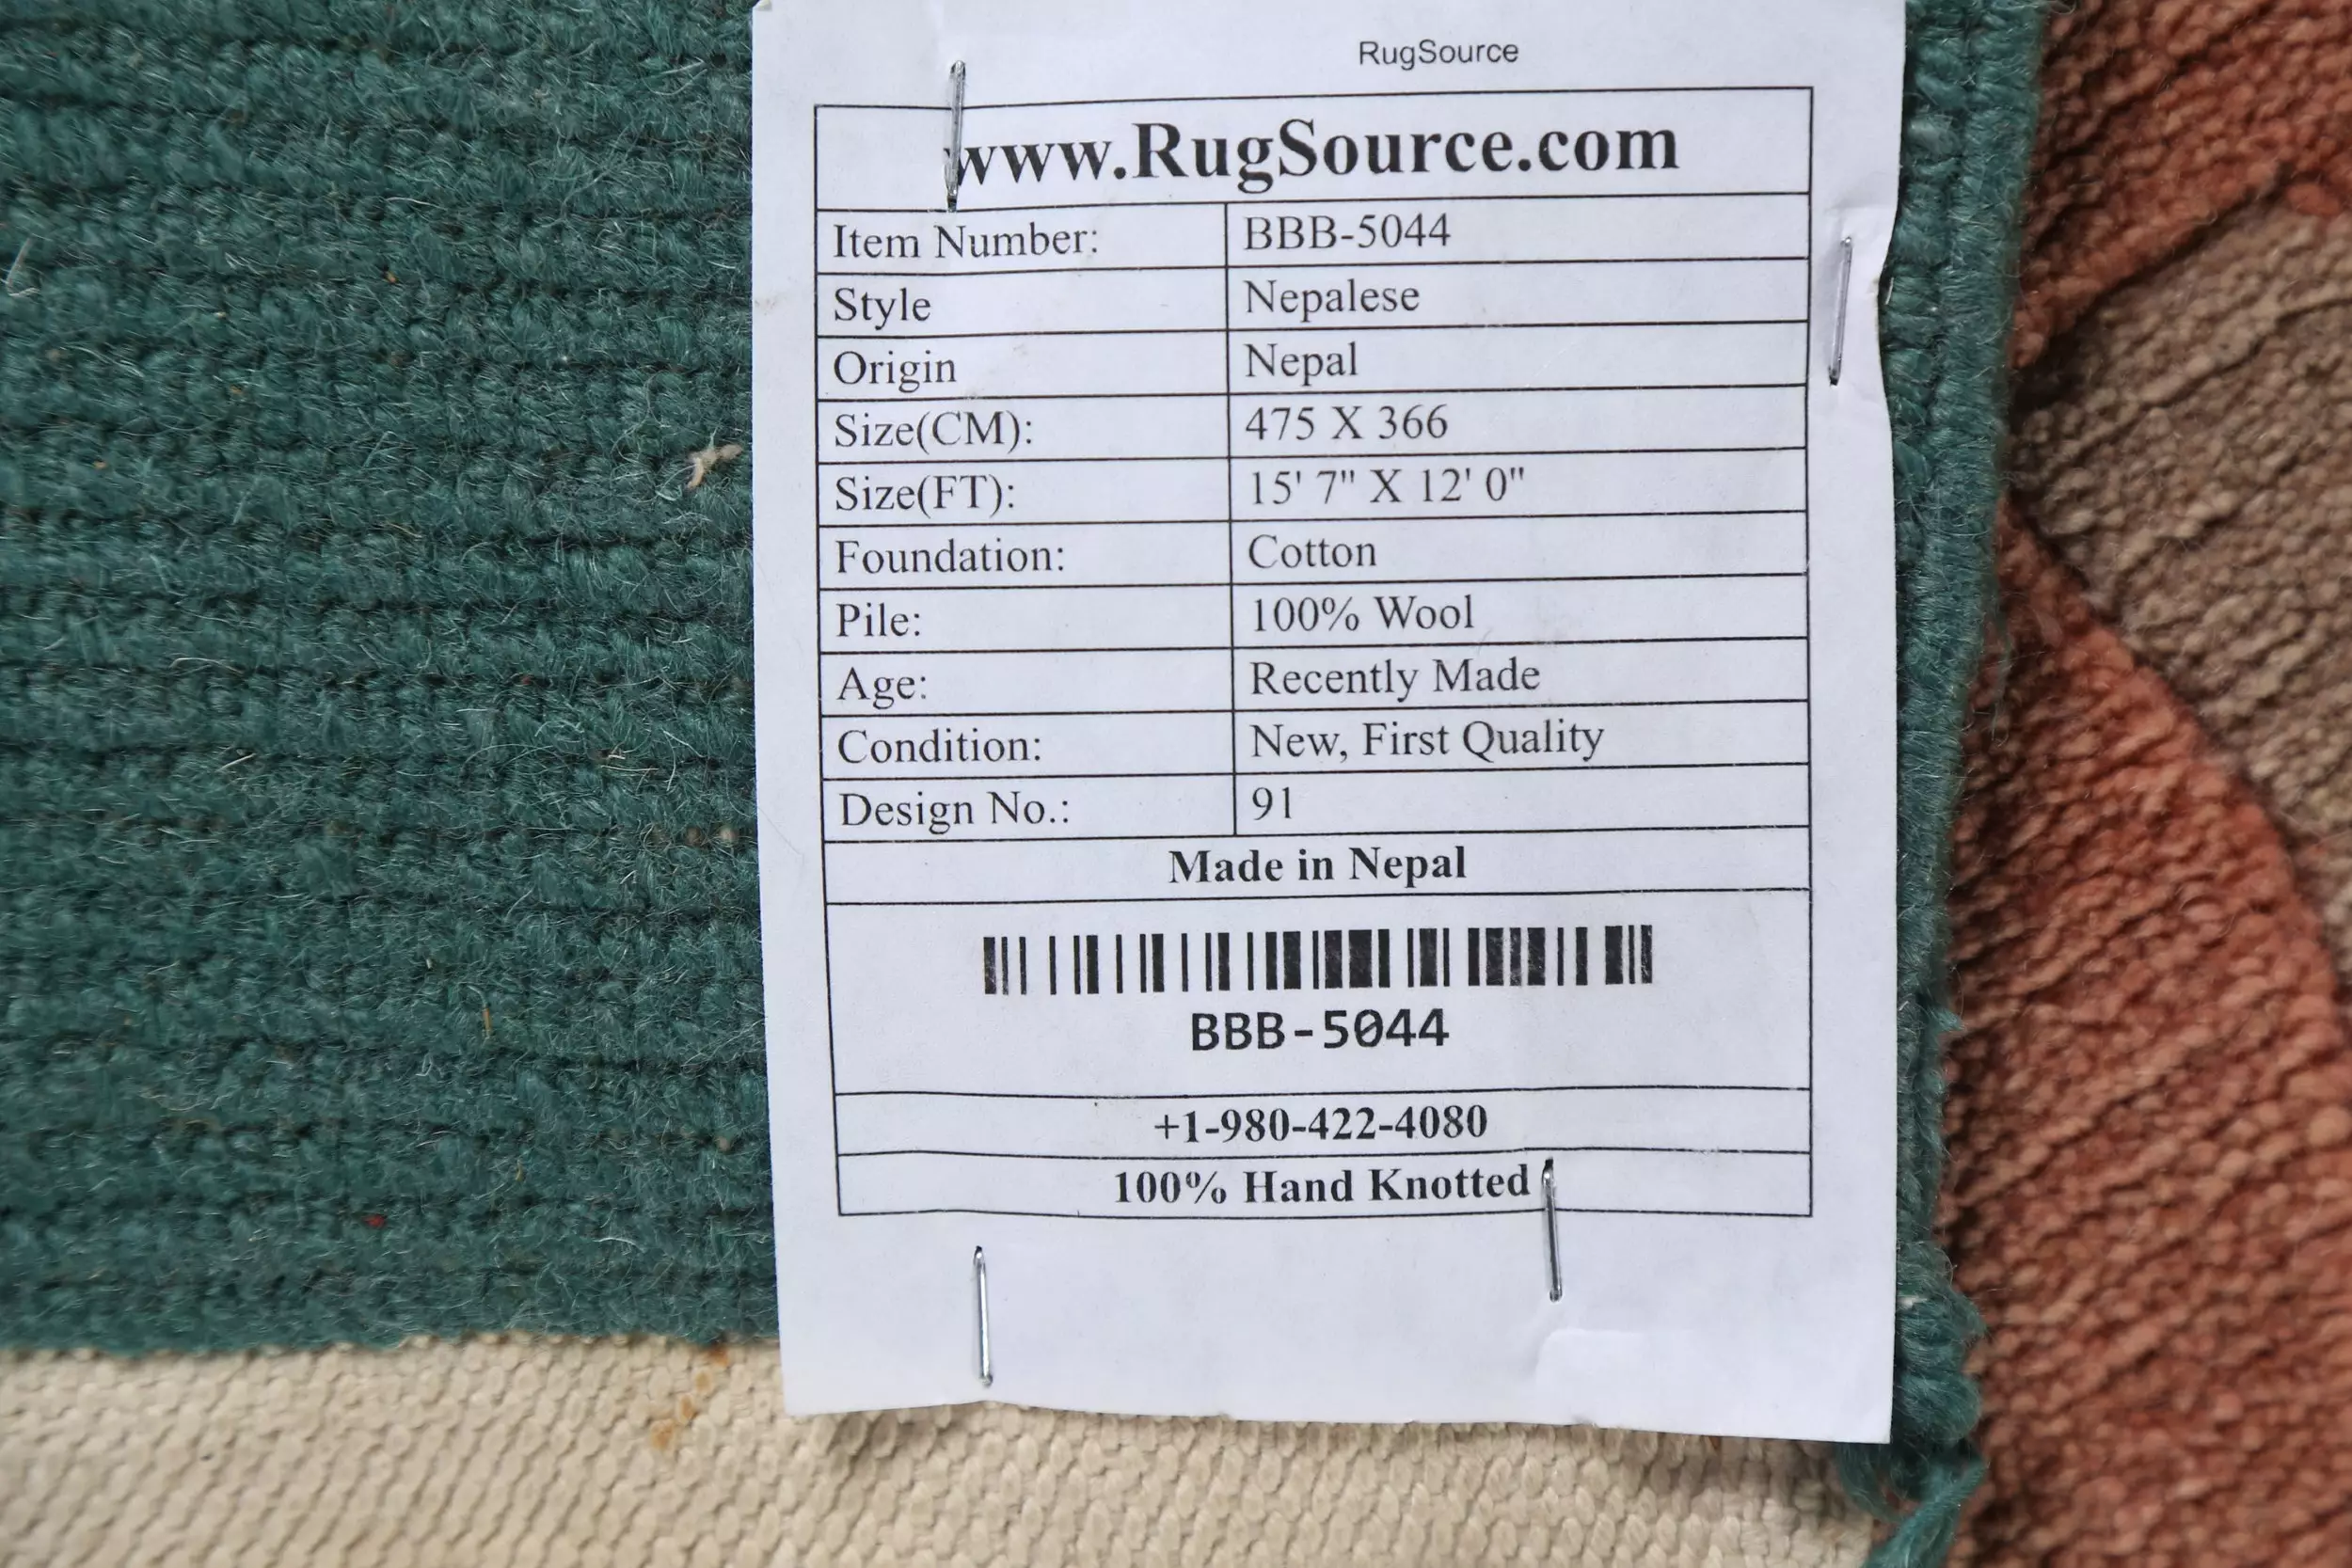 RugSource
www.RugSource.com
Item Number: BBB-5044
Style Nepalese
Origin Nepal
Size(CM): 475 X 366
Size(FT): 15' 7" X 12' 0"
Foundation: Cotton
Pile: 100% Wool
Age: Recently Made
Condition: New, First Quality
Design No.: 91
Made in Nepal
BBB-5044
+1-980-422-4080
100% Hand Knotted